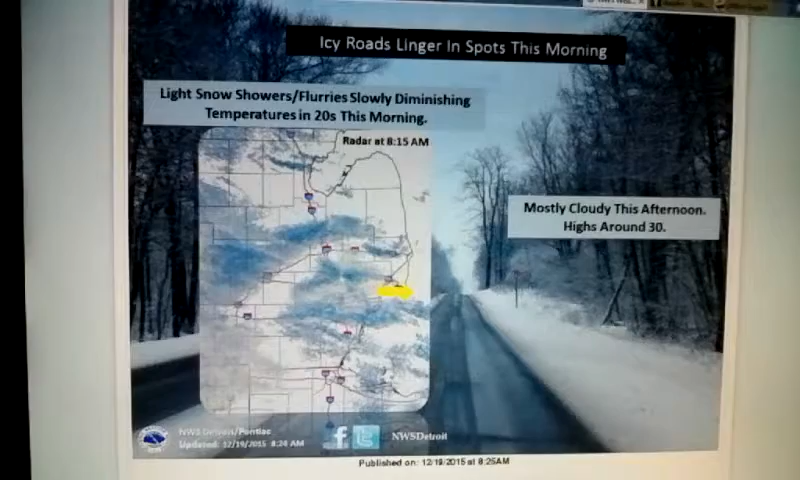 Icy Roads Linger In Spots This Morning
Light Snow Showers/Flurries Slowly Diminishing
Temperatures in 20s This Morning.
Radar at 8:15 AM
Mostly Cloudy This Afternoon.
Highs Around 30.
NWS Detroit/Pontiac
Updated: 12/19/2015 8:24 AM
NWSDetroit
Published on: 12/19/2015 at 8:25AM